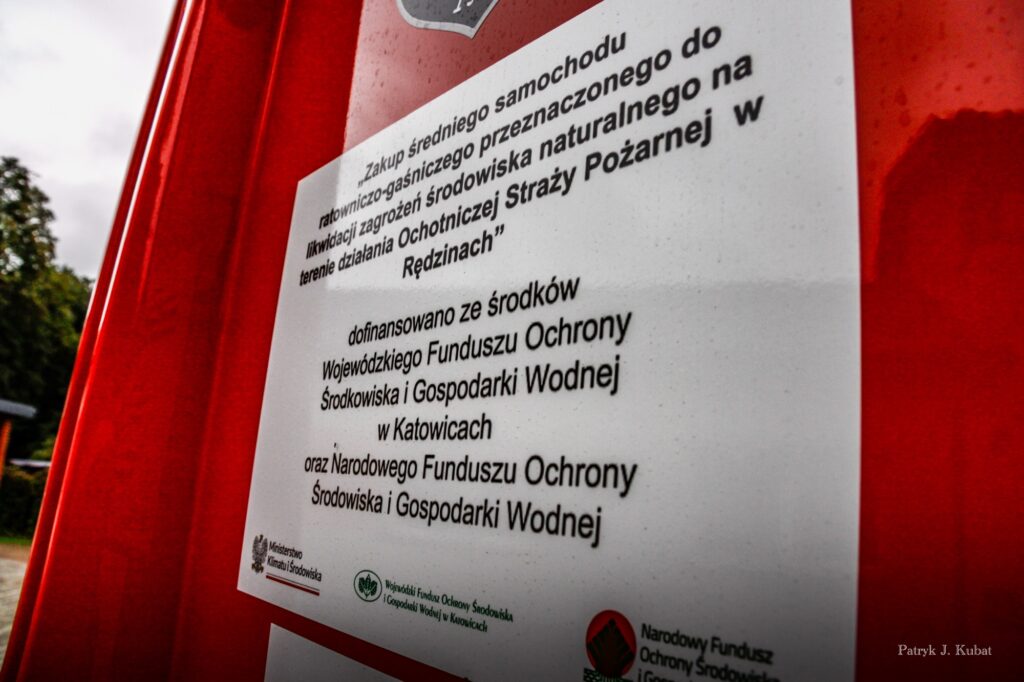 „Zakup średniego samochodu
ratowniczo-gaśniczego przeznaczonego do
likwidacji zagrożeń środowiska naturalnego na
terenie działania Ochotniczej Straży Pożarnej w
Rędzinach”
dofinansowano ze środków
Wojewódzkiego Funduszu Ochrony
Środkowiska i Gospodarki Wodnej
w Katowicach
oraz Narodowego Funduszu Ochrony
Środowiska i Gospodarki Wodnej
Ministerstwo
Klimatu i Środowiska
Wojewódzki Fundusz Ochrony Środowiska
i Gospodarki Wodnej w Katowicach
Narodowy Fundusz
Ochrony Środowiska
Patryk J. Kubat